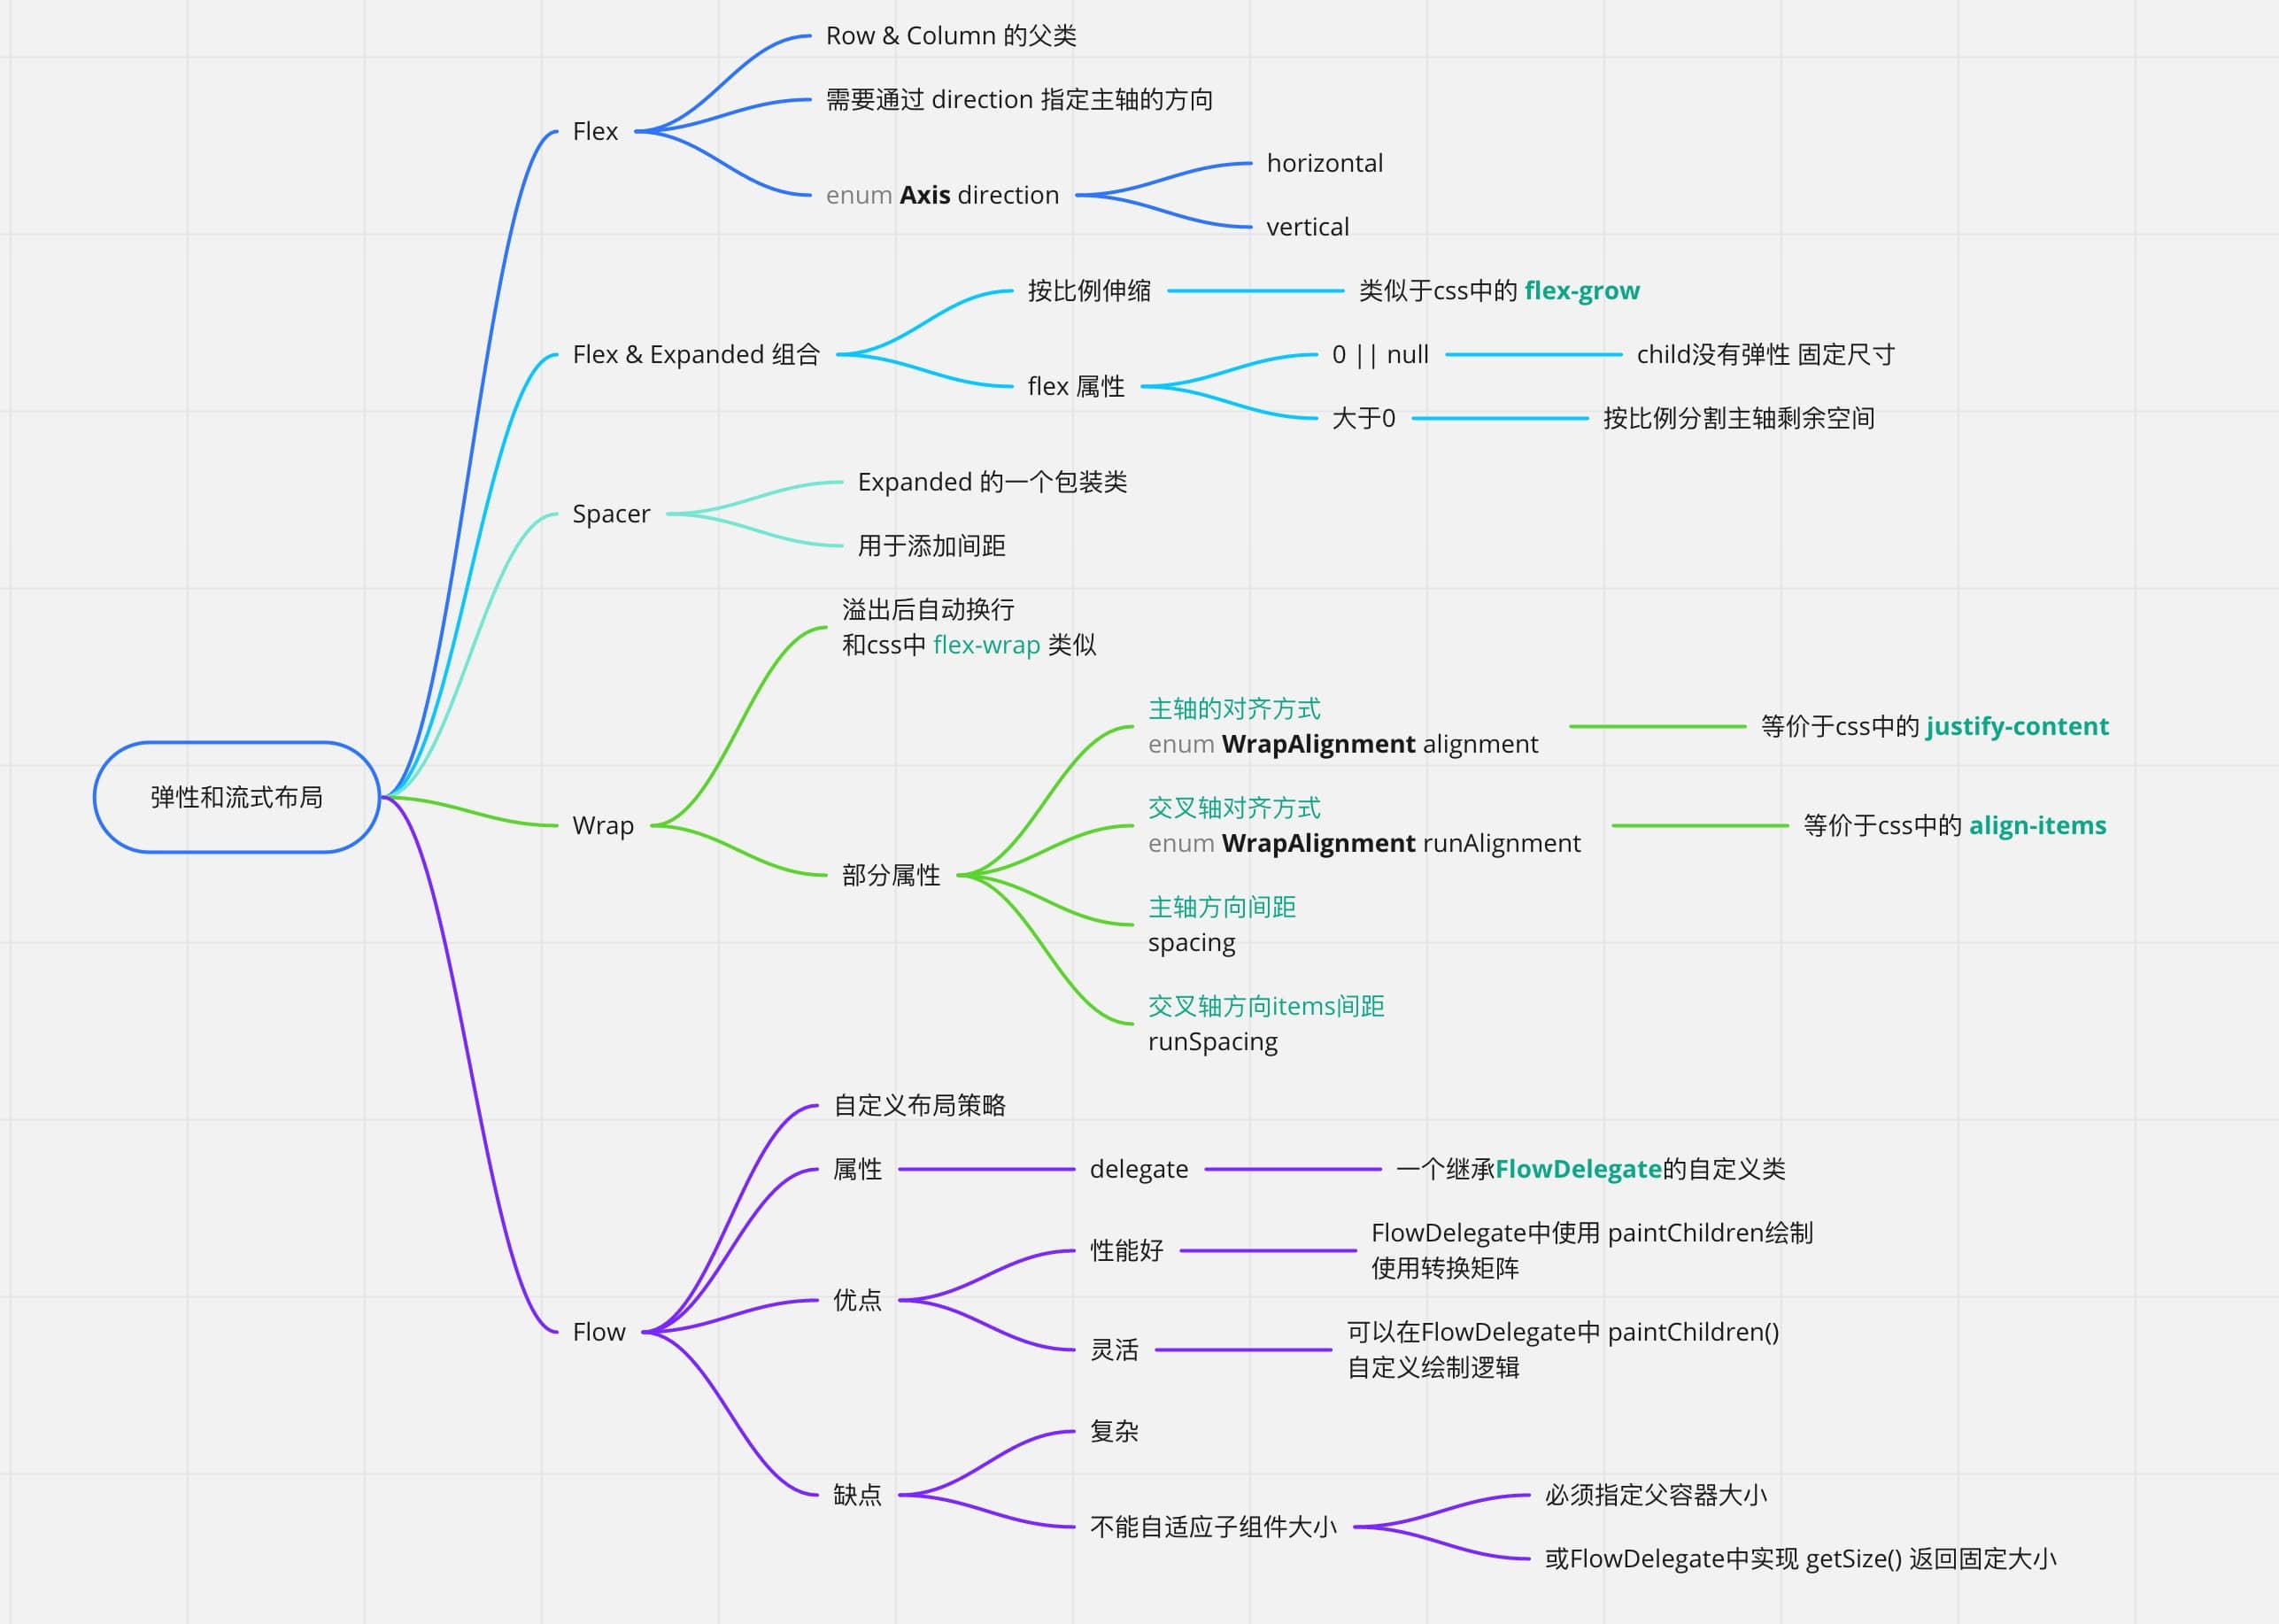 Row & Column 的父类
需要通过 direction 指定主轴的方向
Flex
enum Axis direction
horizontal
vertical
按比例伸缩
类似于css中的 flex-grow
Flex & Expanded 组合
flex 属性
0 || null
child没有弹性 固定尺寸
大于0
按比例分割主轴剩余空间
Spacer
Expanded 的一个包装类
用于添加间距
弹性和流式布局
Wrap
溢出后自动换行
和css中 flex-wrap 类似
部分属性
主轴的对齐方式
enum WrapAlignment alignment
等价于css中的 justify-content
交叉轴对齐方式
enum WrapAlignment runAlignment
等价于css中的 align-items
主轴方向间距
spacing
交叉轴方向items间距
runSpacing
Flow
自定义布局策略
属性
delegate
一个继承FlowDelegate的自定义类
优点
性能好
FlowDelegate中使用 paintChildren绘制
使用转换矩阵
灵活
可以在FlowDelegate中 paintChildren()
自定义绘制逻辑
缺点
复杂
不能自适应子组件大小
必须指定父容器大小
或FlowDelegate中实现 getSize() 返回固定大小